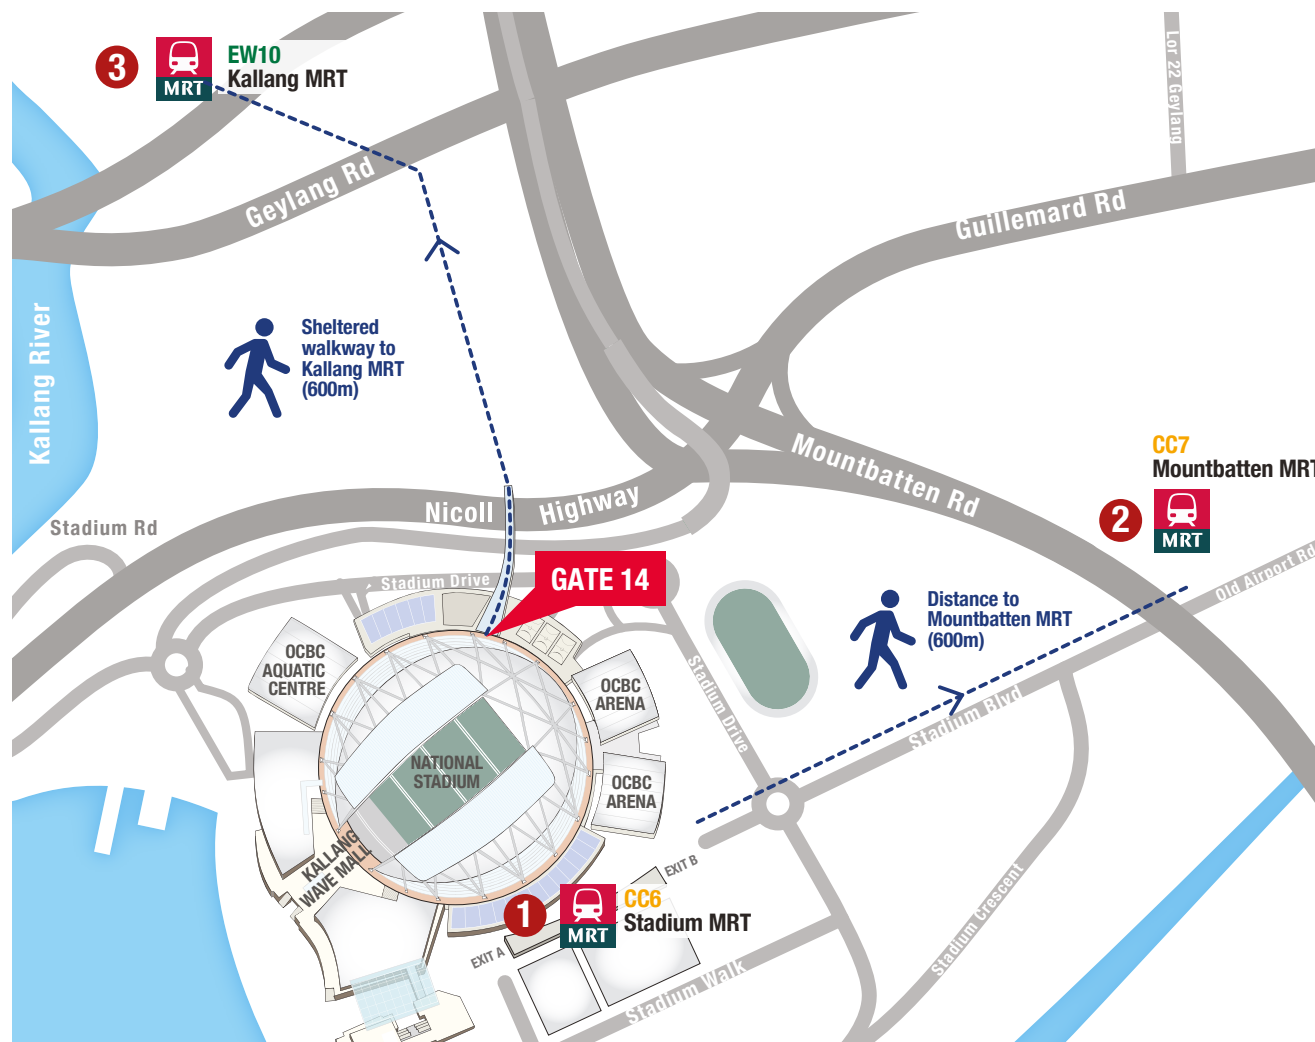 3
MRT
EW10
Kallang MRT
Lor 22 Geylang
Geylang Rd
Guillemard Rd
Kallang River
Sheltered
walkway to
Kallang MRT
(600m)
Mountbatten Rd
CC7
Mountbatten MRT
2
MRT
Nicoll Highway
Stadium Rd
Stadium Drive
GATE 14
Old Airport Rd
Distance to
Mountbatten MRT
(600m)
OCBC
AQUATIC
CENTRE
OCBC
ARENA
Stadium Drive
Stadium Blvd
NATIONAL
STADIUM
OCBC
ARENA
KALLANG
WAVE MALL
EXIT B
1
MRT
CC6
Stadium MRT
EXIT A
Stadium Walk
Stadium Crescent